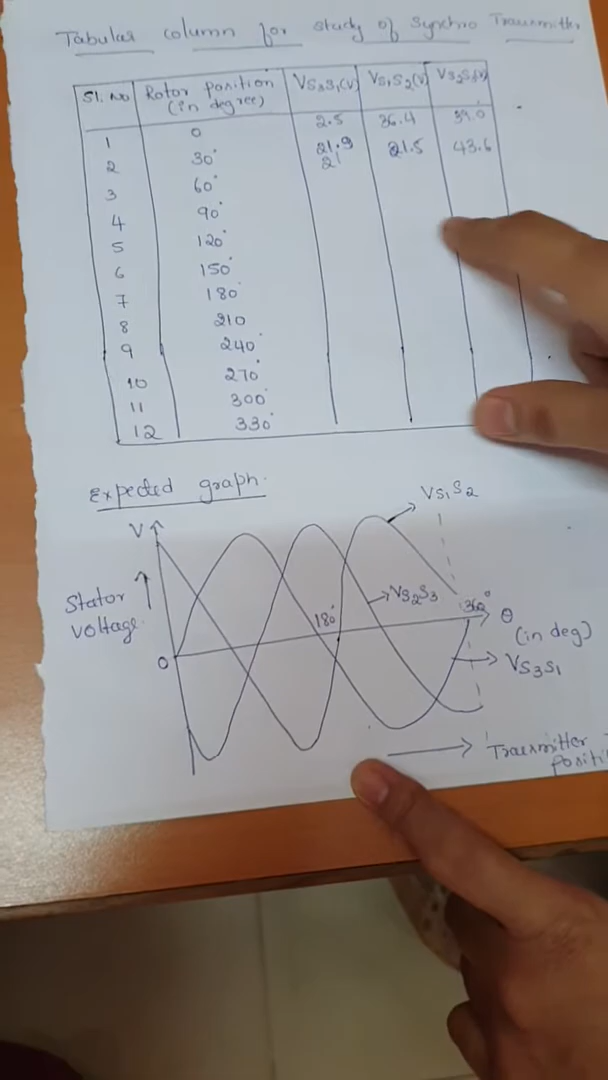 Tabular column for study of Synchro Transmitter
Sl. No Rotor position (in degree) VS3S1(V) VS1S2(V) VS2S3(V)
1 0 2.5 36.4 39.0
2 30° 21.9 21.5 43.6
21
3 60°
4 90°
5 120°
6 150°
7 180°
8 210
9 240°
10 270°
11 300°
12 330°
Expected graph.
V
VS1S2
Stator
voltage.
VS2S3
180°
360°
θ
(in deg)
0
VS3S1
Transmitter